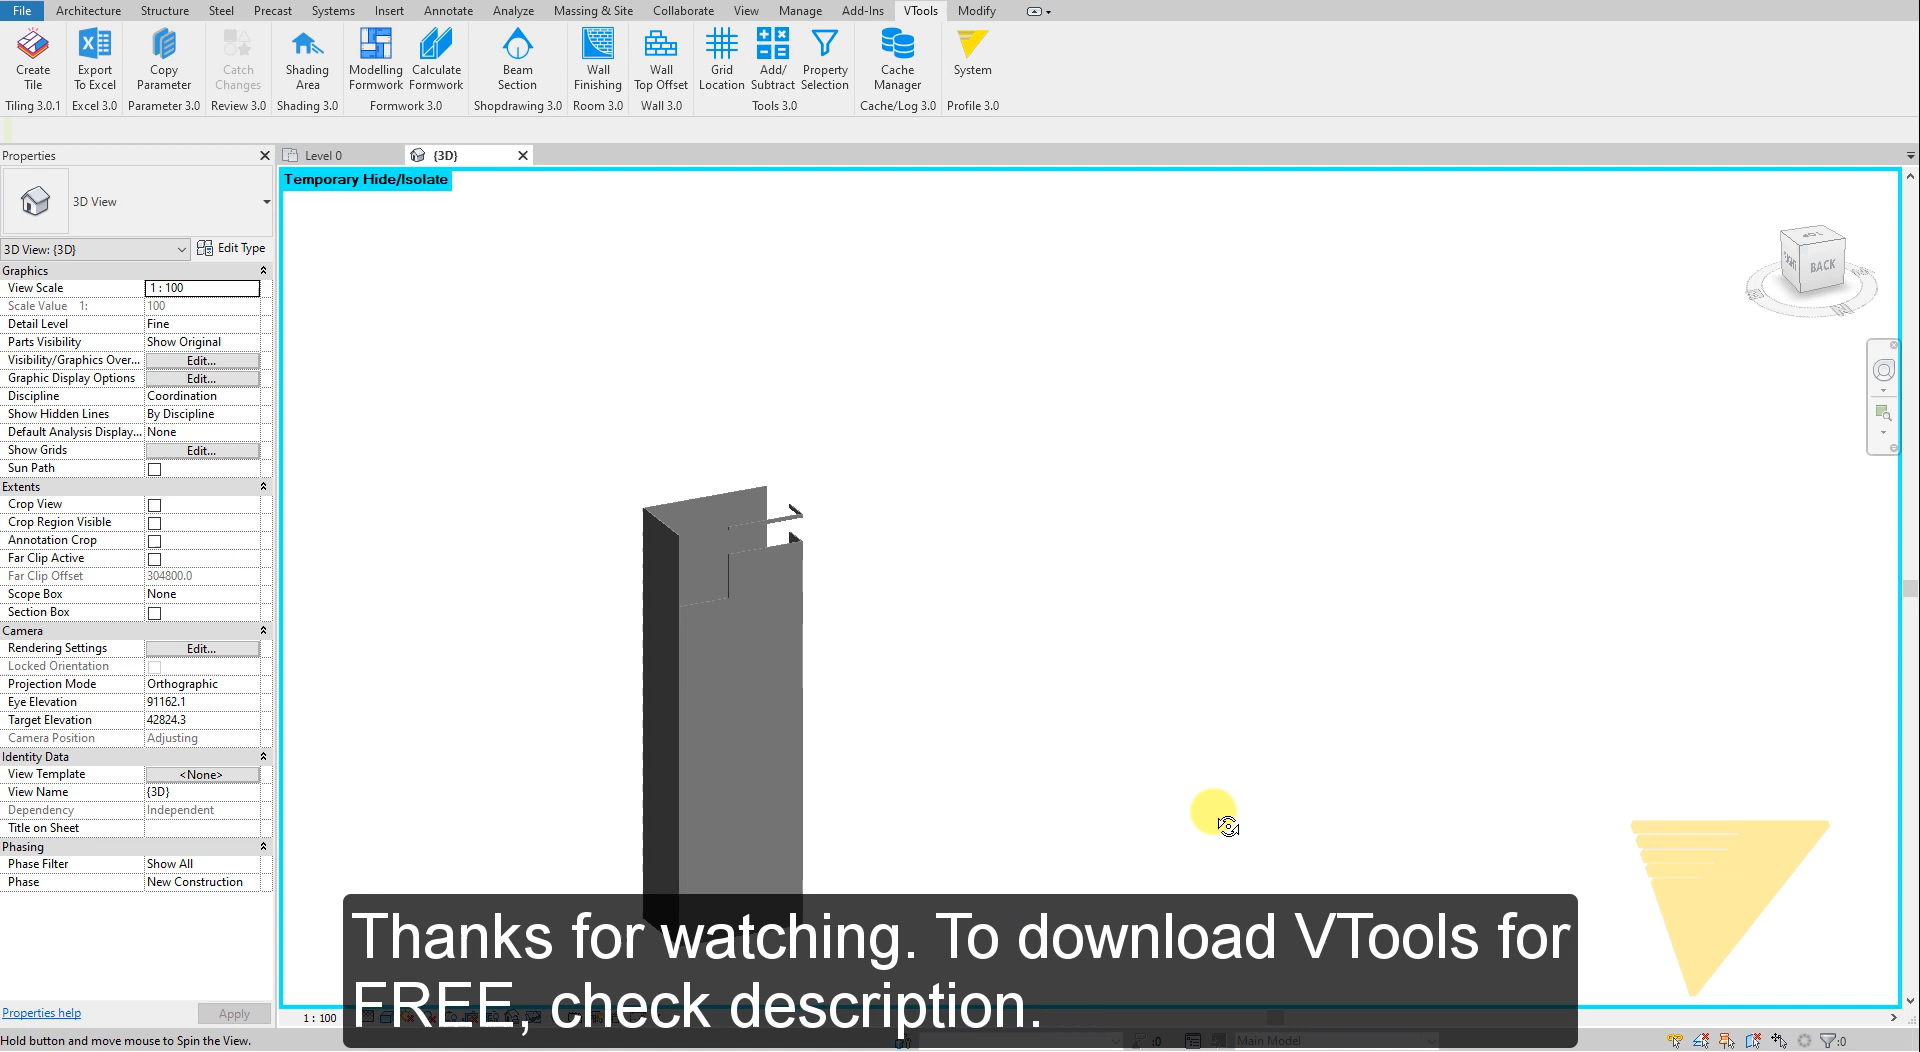 File Architecture Structure Steel Precast Systems Insert Annotate Analyze Massing & Site Collaborate View Manage Add-Ins VTools Modify
Create Tile
Export To Excel
Copy Parameter
Catch Changes
Shading Area
Modelling Formwork
Calculate Formwork
Beam Section
Wall Finishing
Wall Top Offset
Grid Location
Add/ Subtract
Property Selection
Cache Manager
System
Tiling 3.0.1 Excel 3.0 Parameter 3.0 Review 3.0 Shading 3.0 Formwork 3.0 Shopdrawing 3.0 Room 3.0 Wall 3.0 Tools 3.0 Cache/Log 3.0 Profile 3.0
Properties
Level 0
{3D}
Temporary Hide/Isolate
3D View
3D View: {3D}
Edit Type
Graphics
View Scale 1 : 100
Scale Value 1: 100
Detail Level Fine
Parts Visibility Show Original
Visibility/Graphics Over... Edit...
Graphic Display Options Edit...
Discipline Coordination
Show Hidden Lines By Discipline
Default Analysis Display... None
Show Grids Edit...
Sun Path
Extents
Crop View
Crop Region Visible
Annotation Crop
Far Clip Active
Far Clip Offset 304800.0
Scope Box None
Section Box
Camera
Rendering Settings Edit...
Locked Orientation
Projection Mode Orthographic
Eye Elevation 91162.1
Target Elevation 42824.3
Camera Position Adjusting
Identity Data
View Template <None>
View Name {3D}
Dependency Independent
Title on Sheet
Phasing
Phase Filter Show All
Phase New Construction
Properties help
Apply
BACK
Thanks for watching. To download VTools for
FREE, check description.
1 : 100
Hold button and move mouse to Spin the View.
:0
Main Model
:0